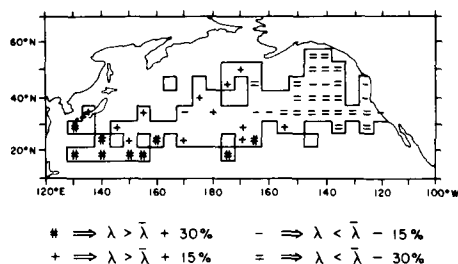 60°N
40°N
20°N
120°E 140° 160° 180° 160° 140° 120° 100°W
# ⟹ λ > λ̄ + 30% - ⟹ λ < λ̄ - 15%
+ ⟹ λ > λ̄ + 15% = ⟹ λ < λ̄ - 30%